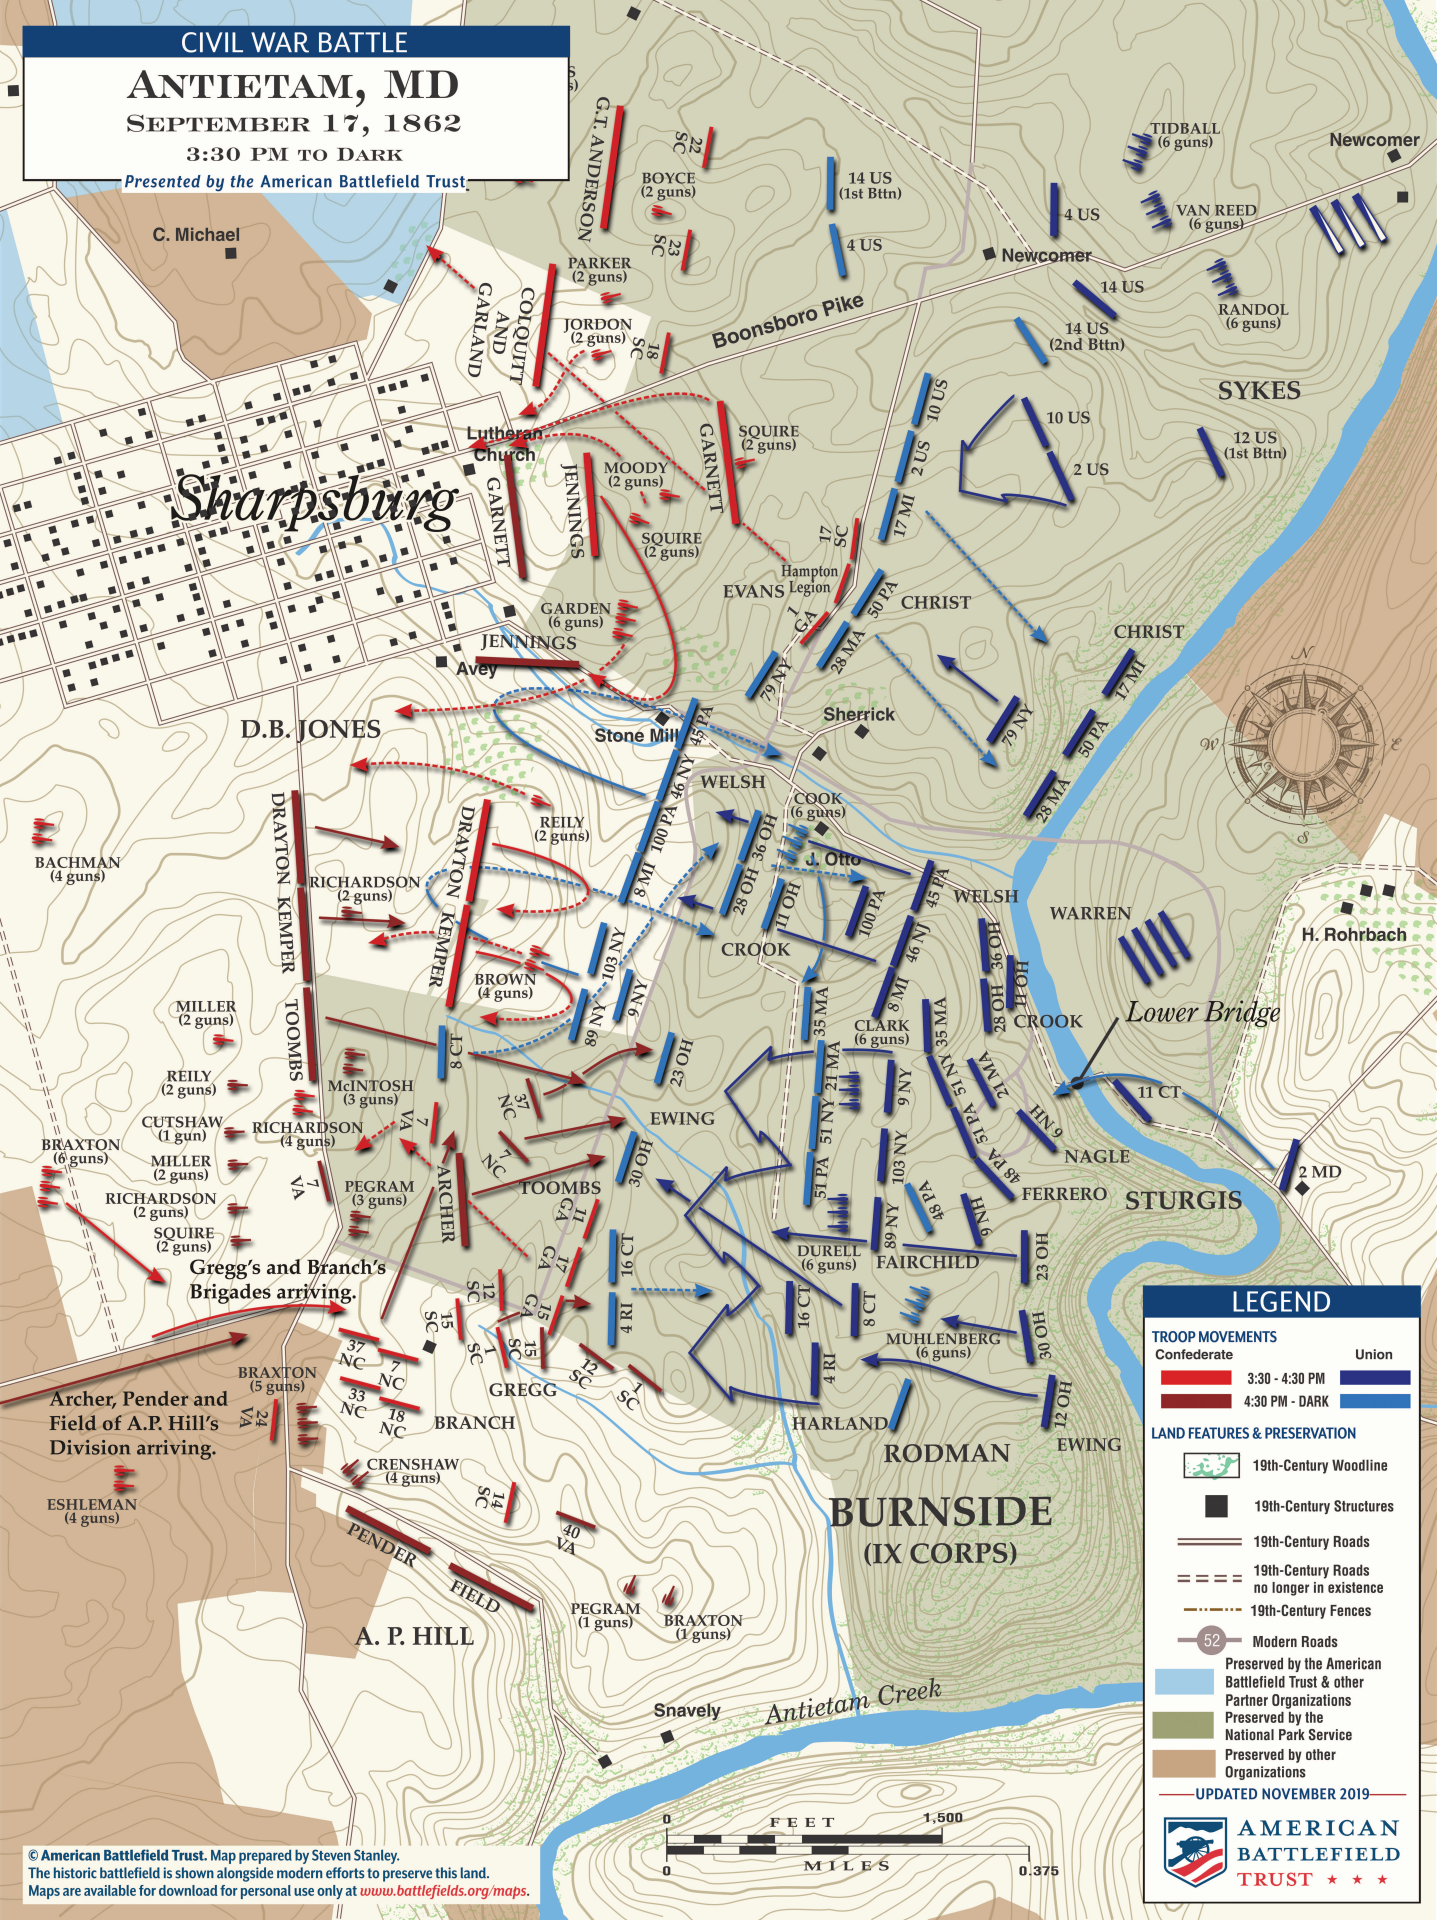 CIVIL WAR BATTLE
ANTIETAM, MD
SEPTEMBER 17, 1862
3:30 PM TO DARK
Presented by the American Battlefield Trust
C. Michael
G.T. ANDERSON
22 SC
BOYCE
(2 guns)
23 SC
PARKER
(2 guns)
COLQUITT
AND
GARLAND
JORDON
(2 guns)
18 SC
14 US
(1st Bttn)
4 US
4 US
TIDBALL
(6 guns)
VAN REED
(6 guns)
Newcomer
Newcomer
14 US
RANDOL
(6 guns)
14 US
(2nd Bttn)
Boonsboro Pike
SYKES
10 US
10 US
2 US
2 US
12 US
(1st Bttn)
17 MI
Lutheran
Church
Sharpsburg
GARNETT
JENNINGS
MOODY
(2 guns)
GARNETT
SQUIRE
(2 guns)
SQUIRE
(2 guns)
17 SC
Hampton
Legion
EVANS
1 GA
50 PA
CHRIST
28 MA
79 NY
GARDEN
(6 guns)
JENNINGS
Avey
CHRIST
17 MI
50 PA
79 NY
28 MA
Sherrick
D.B. JONES
Stone Mill
45 PA
46 NY
WELSH
100 PA
8 MI
COOK
(6 guns)
36 OH
J. Otto
28 OH
11 OH
CROOK
100 PA
45 PA
WELSH
46 NJ
8 MI
CLARK
(6 guns)
36 OH
11 OH
28 OH
CROOK
WARREN
H. Rohrbach
Lower Bridge
DRAYTON
KEMPER
TOOMBS
RICHARDSON
(2 guns)
DRAYTON
KEMPER
REILY
(2 guns)
BROWN
(4 guns)
103 NY
89 NY
9 NY
BACHMAN
(4 guns)
MILLER
(2 guns)
REILY
(2 guns)
CUTSHAW
(1 gun)
MILLER
(2 guns)
RICHARDSON
(2 guns)
SQUIRE
(2 guns)
BRAXTON
(6 guns)
McINTOSH
(3 guns)
RICHARDSON
(4 guns)
7 VA
7 VA
PEGRAM
(3 guns)
8 CT
37 NC
7 NC
ARCHER
TOOMBS
23 OH
EWING
30 OH
11 GA
17 GA
15 GA
16 CT
4 RI
35 MA
21 MA
51 NY
51 PA
9 NY
103 NY
89 NY
35 MA
51 NY
21 MA
51 PA
6 NH
48 PA
NAGLE
FERRERO
48 PA
9 NH
11 CT
2 MD
STURGIS
DURELL
(6 guns)
FAIRCHILD
23 OH
16 CT
8 CT
MUHLENBERG
(6 guns)
30 OH
4 RI
HARLAND
12 OH
EWING
RODMAN
BURNSIDE
(IX CORPS)
Gregg's and Branch's
Brigades arriving.
Archer, Pender and
Field of A.P. Hill's
Division arriving.
BRAXTON
(5 guns)
24 VA
37 NC
7 NC
33 NC
18 NC
BRANCH
15 SC
12 SC
1 SC
15 SC
GREGG
12 SC
1 SC
CRENSHAW
(4 guns)
14 SC
40 VA
ESHLEMAN
(4 guns)
PENDER
FIELD
A. P. HILL
PEGRAM
(1 guns)
BRAXTON
(1 guns)
Snavely
Antietam Creek
N
E
S
W
LEGEND
TROOP MOVEMENTS
Confederate
Union
3:30 - 4:30 PM
4:30 PM - DARK
LAND FEATURES & PRESERVATION
19th-Century Woodline
19th-Century Structures
19th-Century Roads
19th-Century Roads
no longer in existence
19th-Century Fences
52
Modern Roads
Preserved by the American
Battlefield Trust & other
Partner Organizations
Preserved by the
National Park Service
Preserved by other
Organizations
UPDATED NOVEMBER 2019
AMERICAN
BATTLEFIELD
TRUST
0
FEET
1,500
0
MILES
0.375
© American Battlefield Trust. Map prepared by Steven Stanley.
The historic battlefield is shown alongside modern efforts to preserve this land.
Maps are available for download for personal use only at www.battlefields.org/maps.